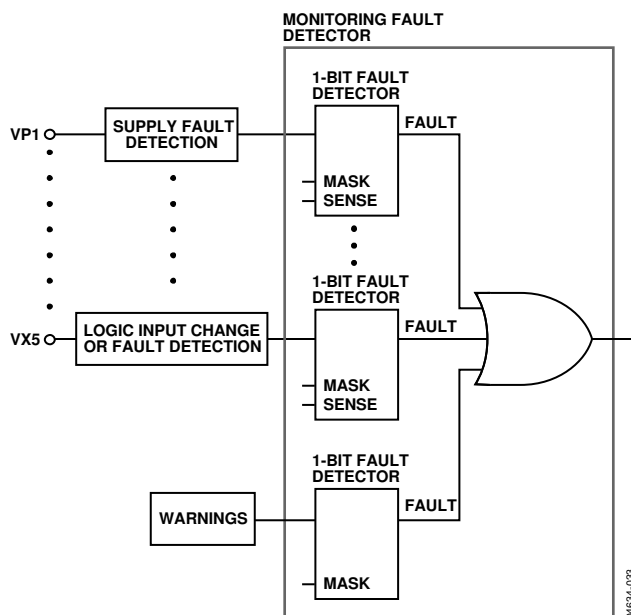 MONITORING FAULT
DETECTOR
1-BIT FAULT
DETECTOR
FAULT
VP1
SUPPLY FAULT
DETECTION
MASK
SENSE
1-BIT FAULT
DETECTOR
FAULT
VX5
LOGIC INPUT CHANGE
OR FAULT DETECTION
MASK
SENSE
1-BIT FAULT
DETECTOR
FAULT
WARNINGS
MASK